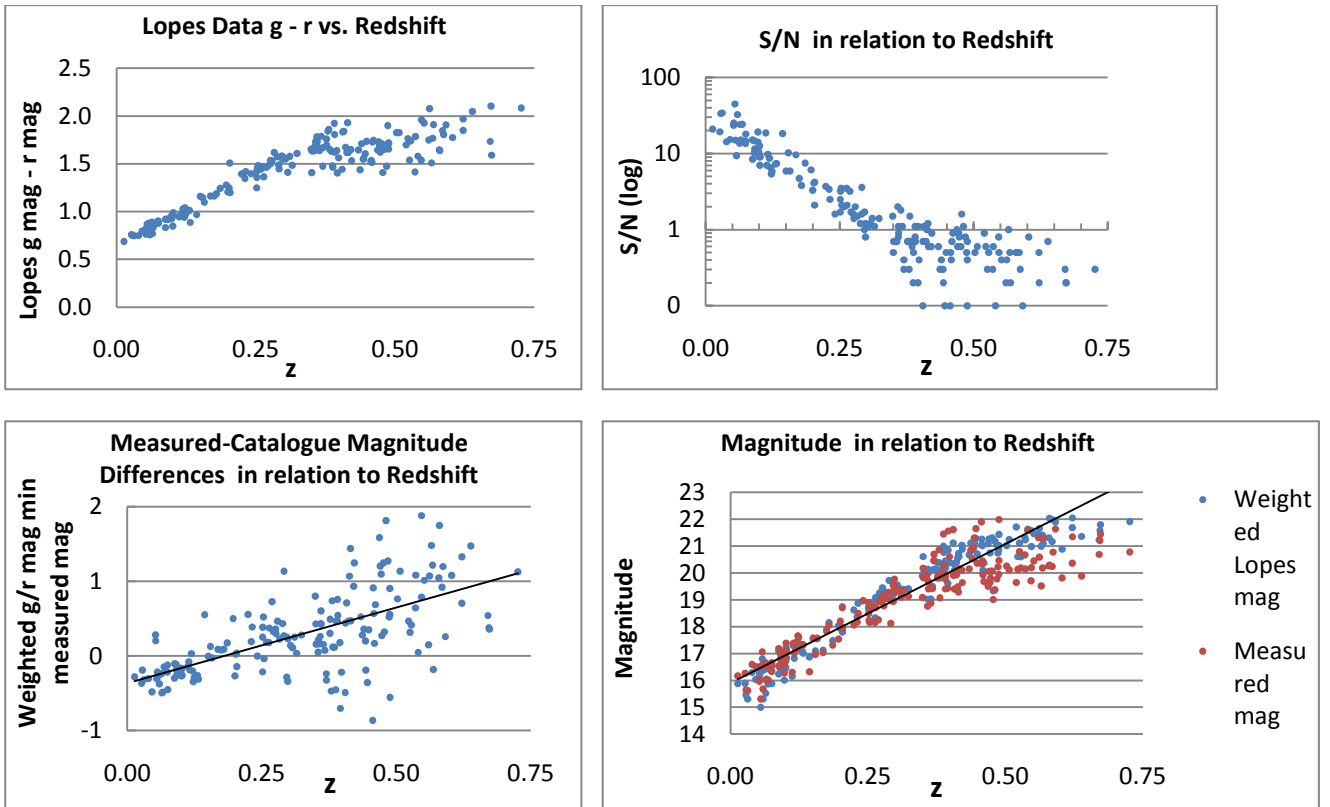 Lopes Data g - r vs. Redshift
Lopes g mag - r mag
2.5
2.0
1.5
1.0
0.5
0.0
0.00 0.25 0.50 0.75
z
S/N in relation to Redshift
S/N (log)
100
10
1
0
0.00 0.25 0.50 0.75
z
Measured-Catalogue Magnitude
Differences in relation to Redshift
Weighted g/r mag min
measured mag
2
1
0
-1
0.00 0.25 0.50 0.75
z
Magnitude in relation to Redshift
Magnitude
23
22
21
20
19
18
17
16
15
14
0.00 0.25 0.50 0.75
z
Weight
ed
Lopes
mag
Measu
red
mag